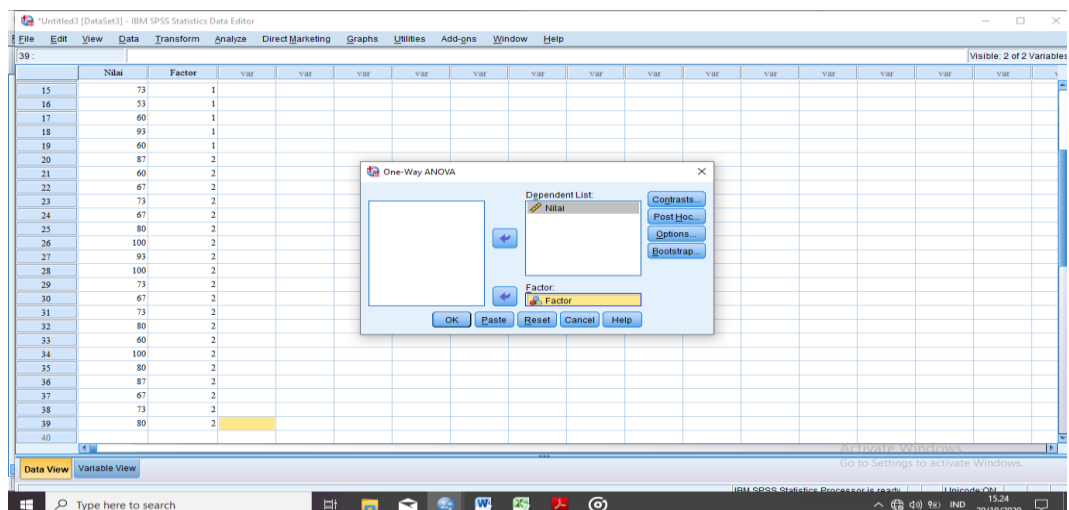 *Untitled3 [DataSet3] - IBM SPSS Statistics Data Editor
File Edit View Data Transform Analyze Direct Marketing Graphs Utilities Add-ons Window Help
39 : Visible: 2 of 2 Variables
Nilai Factor var var var var var var var var var var var var var var
15 73 1
16 53 1
17 60 1
18 93 1
19 60 1
20 87 2
21 60 2
22 67 2
23 73 2
24 67 2
25 80 2
26 100 2
27 93 2
28 100 2
29 73 2
30 67 2
31 73 2
32 80 2
33 60 2
34 100 2
35 80 2
36 87 2
37 67 2
38 73 2
39 80 2
40
One-Way ANOVA
Dependent List:
Nilai
Contrasts...
Post Hoc...
Options...
Bootstrap...
Factor:
Factor
OK Paste Reset Cancel Help
Activate Windows
Go to Settings to activate Windows.
Data View Variable View
IBM SPSS Statistics Processor is ready Unicode:ON
Type here to search
IND
15.24
20/10/2020